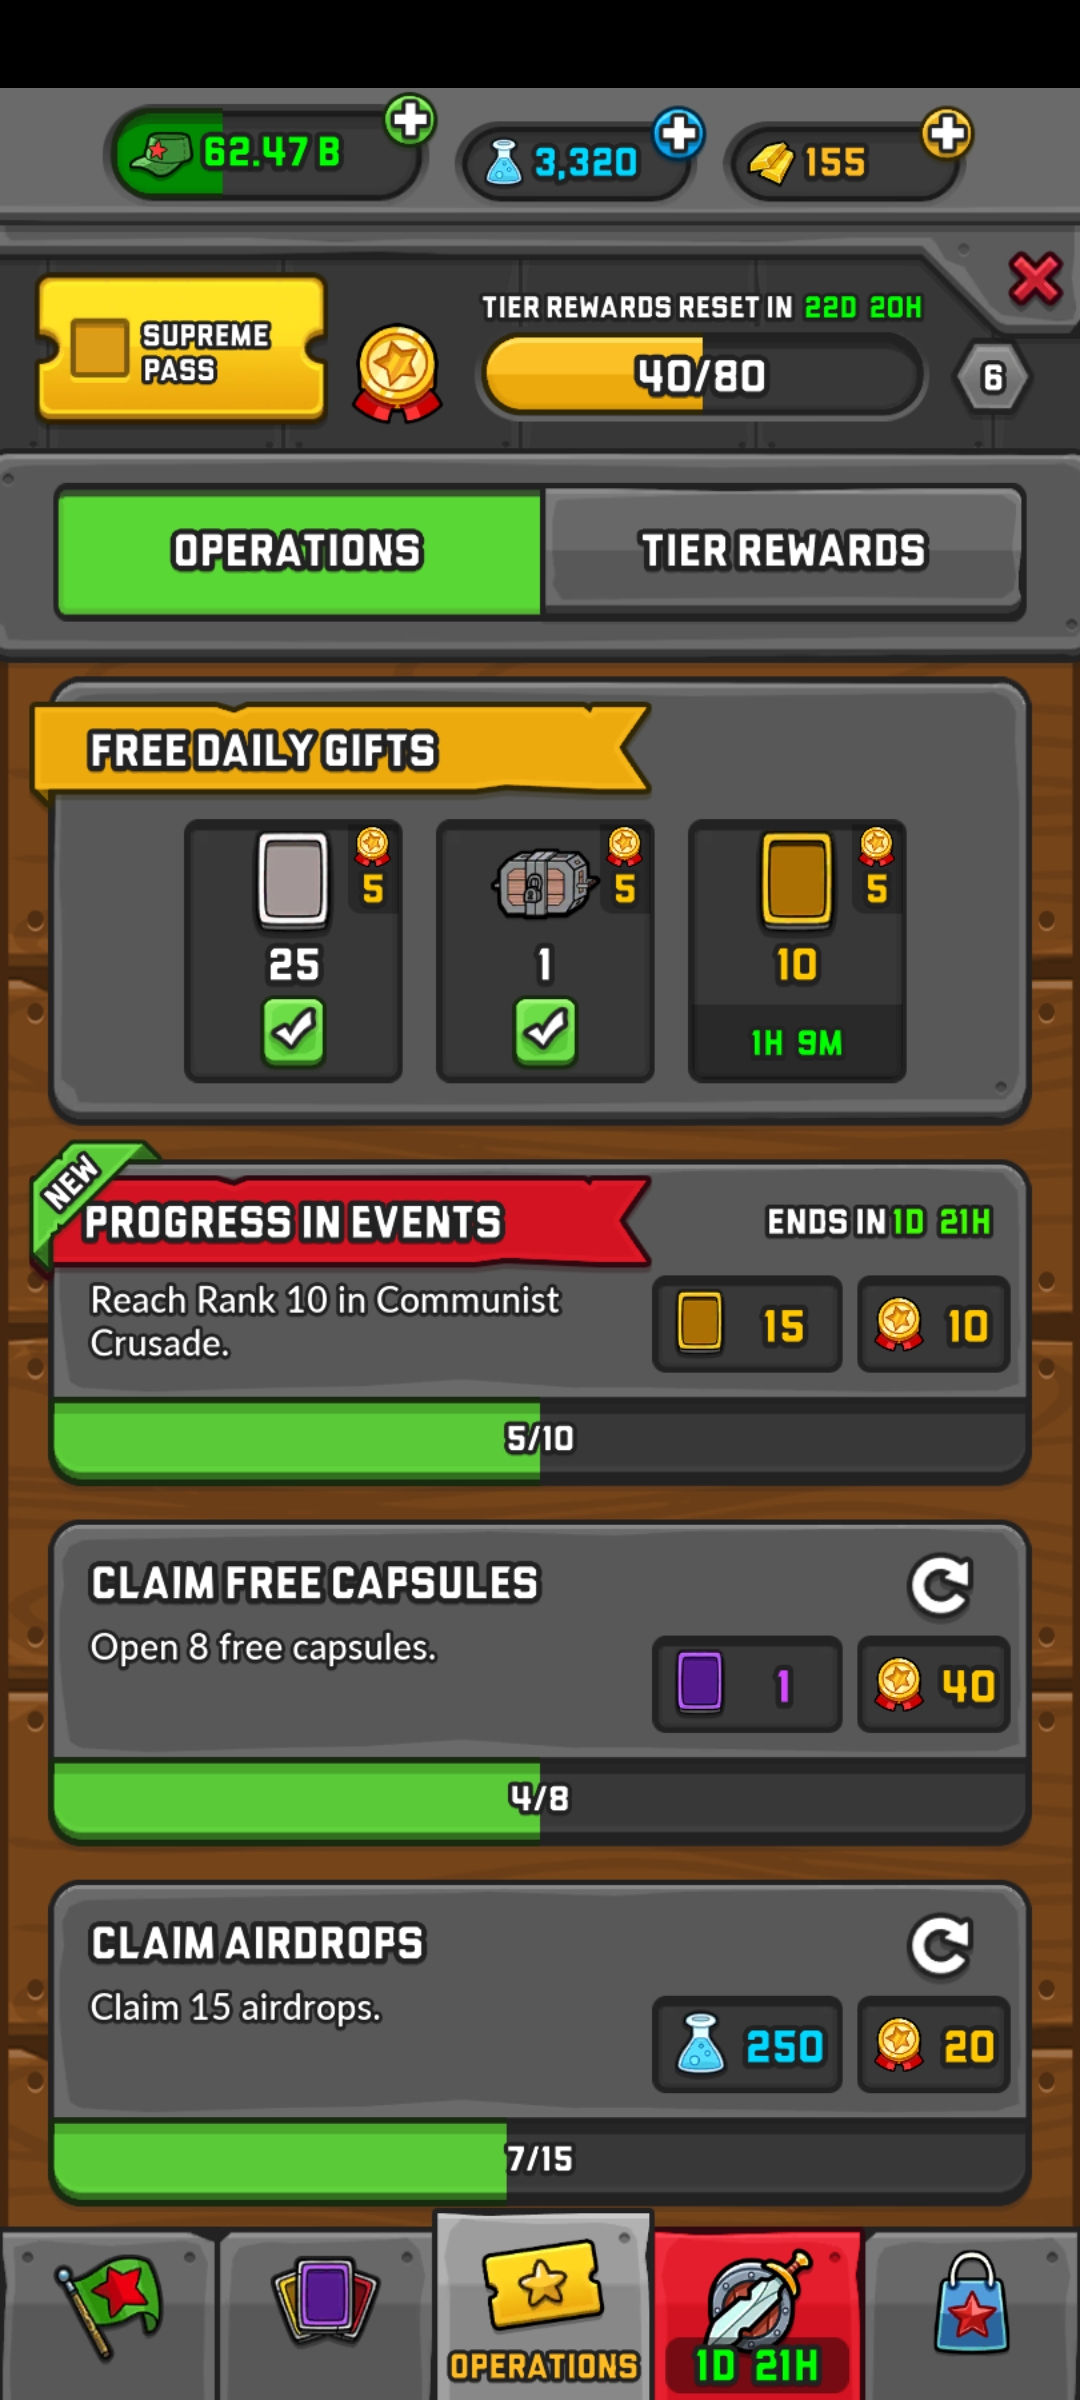 62.47 B
3,320
155
SUPREME
PASS
TIER REWARDS RESET IN 22D 20H
40/80
6
OPERATIONS
TIER REWARDS
FREE DAILY GIFTS
5
5
5
25
1
10
1H 9M
NEW
PROGRESS IN EVENTS
ENDS IN 1D 21H
Reach Rank 10 in Communist
Crusade.
15
10
5/10
CLAIM FREE CAPSULES
Open 8 free capsules.
1
40
4/8
CLAIM AIRDROPS
Claim 15 airdrops.
250
20
7/15
OPERATIONS
1D 21H